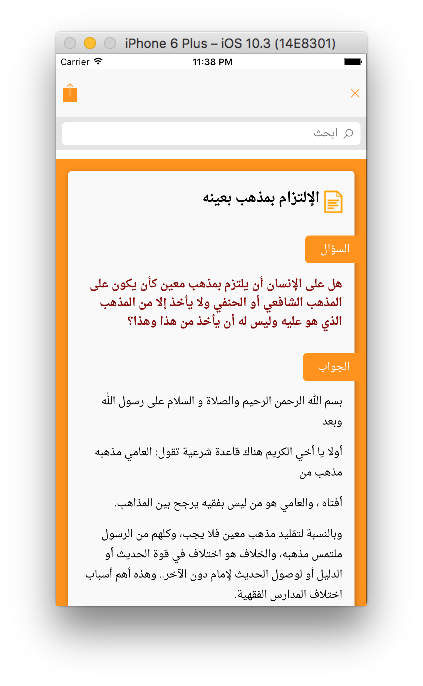 iPhone 6 Plus – iOS 10.3 (14E8301)
Carrier 11:38 PM
ابحث
الإلتزام بمذهب بعينه
السؤال
هل على الإنسان أن يلتزم بمذهب معين كأن يكون على
المذهب الشافعي أو الحنفي ولا يأخذ إلا من المذهب
الذي هو عليه وليس له أن يأخذ من هذا وهذا؟
الجواب
بسم الله الرحمن الرحيم والصلاة و السلام على رسول الله
وبعد
أولا يا أخي الكريم هناك قاعدة شرعية تقول: العامي مذهبه
مذهب من
أفتاه ، والعامي هو من ليس بفقيه يرجح بين المذاهب.
وبالنسبة لتقليد مذهب معين فلا يجب، وكلهم من الرسول
ملتمس مذهبه، والخلاف هو اختلاف في قوة الحديث أو
الدليل أو لوصول الحديث لإمام دون الآخر.. وهذه أهم أسباب
اختلاف المدارس الفقهية.